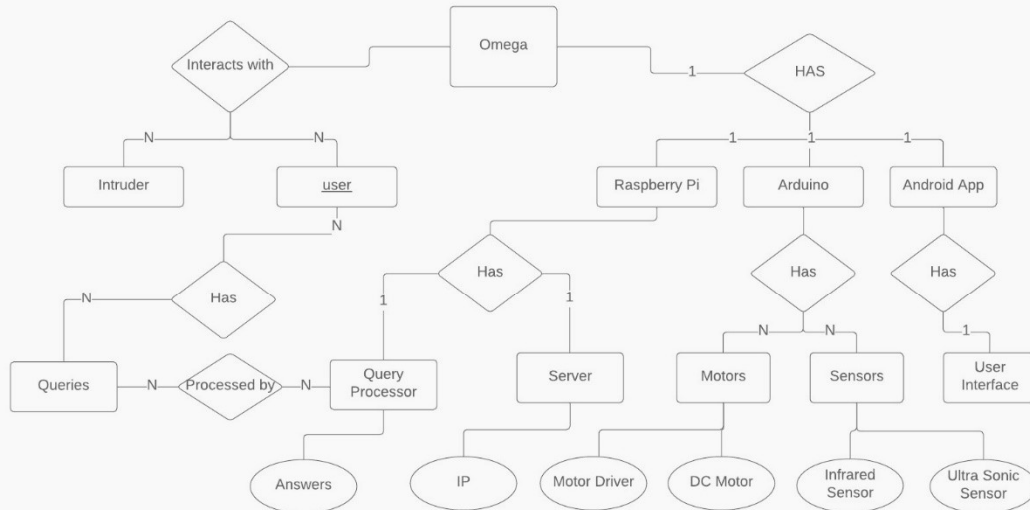 Omega
Interacts with
1
HAS
N
N
1
1
1
Intruder
user
Raspberry Pi
Arduino
Android App
N
N
Has
Has
Has
Has
1
1
N
N
1
Queries
N
Processed by
N
Query
Processor
Server
Motors
Sensors
User
Interface
Answers
IP
Motor Driver
DC Motor
Infrared
Sensor
Ultra Sonic
Sensor